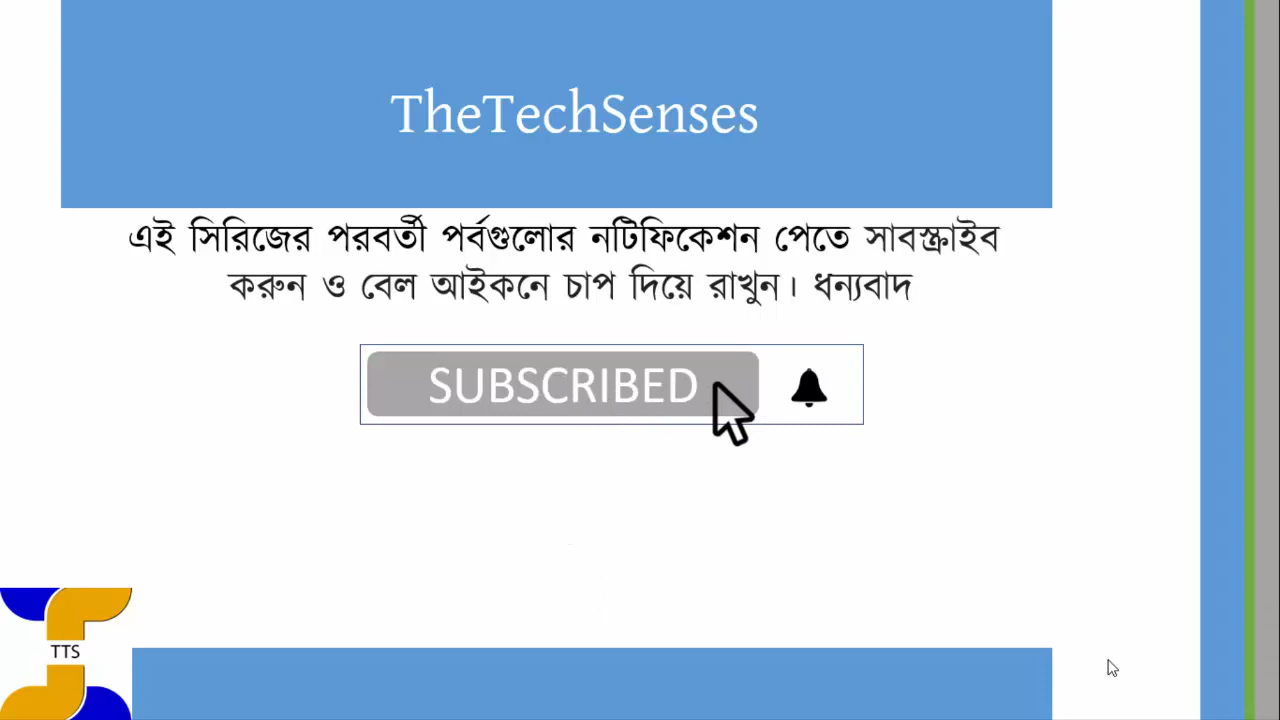 TheTechSenses
এই সিরিজের পরবর্তী পর্বগুলোর নটিফিকেশন পেতে সাবস্ক্রাইব
করুন ও বেল আইকনে চাপ দিয়ে রাখুন। ধন্যবাদ
SUBSCRIBED
TTS